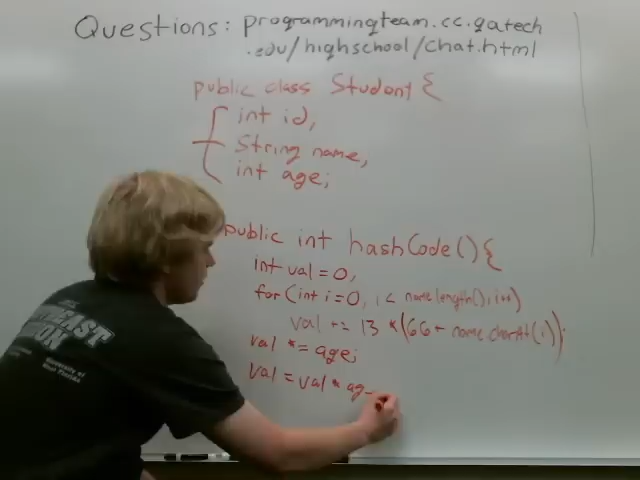 Questions: programmingteam.cc.gatech
.edu/highschool/chat.html
public class Student {
int id;
String name;
int age;
public int hashCode() {
int val = 0;
for (int i=0; i < name.length(); i++)
val += 13 * (66 - name.charAt(i));
val *= age;
val = val * ag